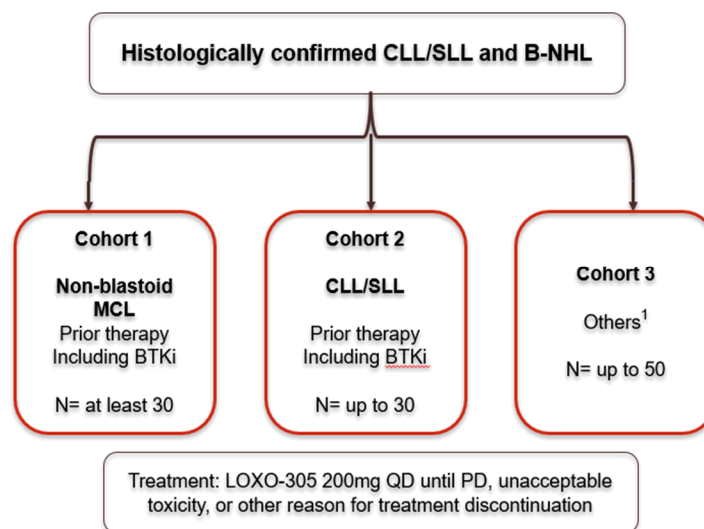 Histologically confirmed CLL/SLL and B-NHL
Cohort 1
Non-blastoid
MCL
Prior therapy
Including BTKi
N= at least 30
Cohort 2
CLL/SLL
Prior therapy
Including BTKi
N= up to 30
Cohort 3
Others¹
N= up to 50
Treatment: LOXO-305 200mg QD until PD, unacceptable
toxicity, or other reason for treatment discontinuation